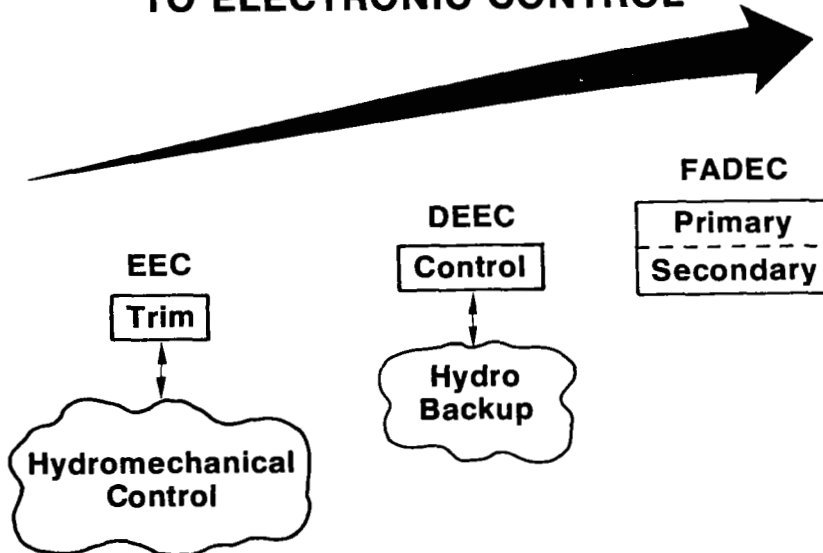 TO ELECTRONIC CONTROL
FADEC
Primary
Secondary
DEEC
Control
Hydro
Backup
EEC
Trim
Hydromechanical
Control